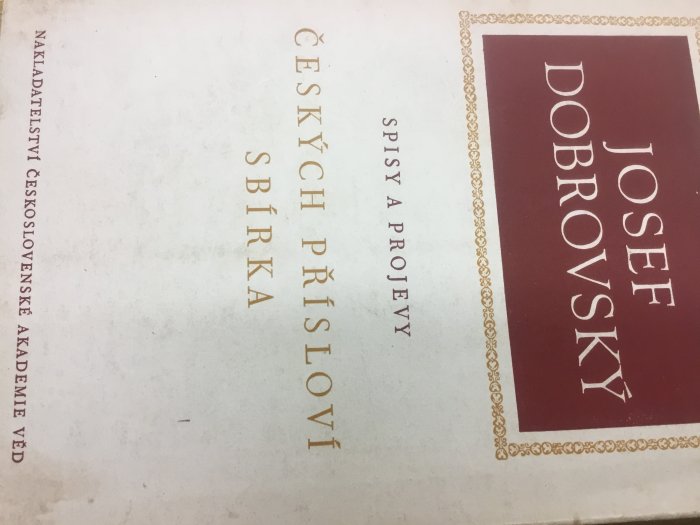 JOSEF
DOBROVSKÝ
SPISY A PROJEVY
ČESKÝCH PŘÍSLOVÍ
SBÍRKA
NAKLADATELSTVÍ ČESKOSLOVENSKÉ AKADEMIE VĚD